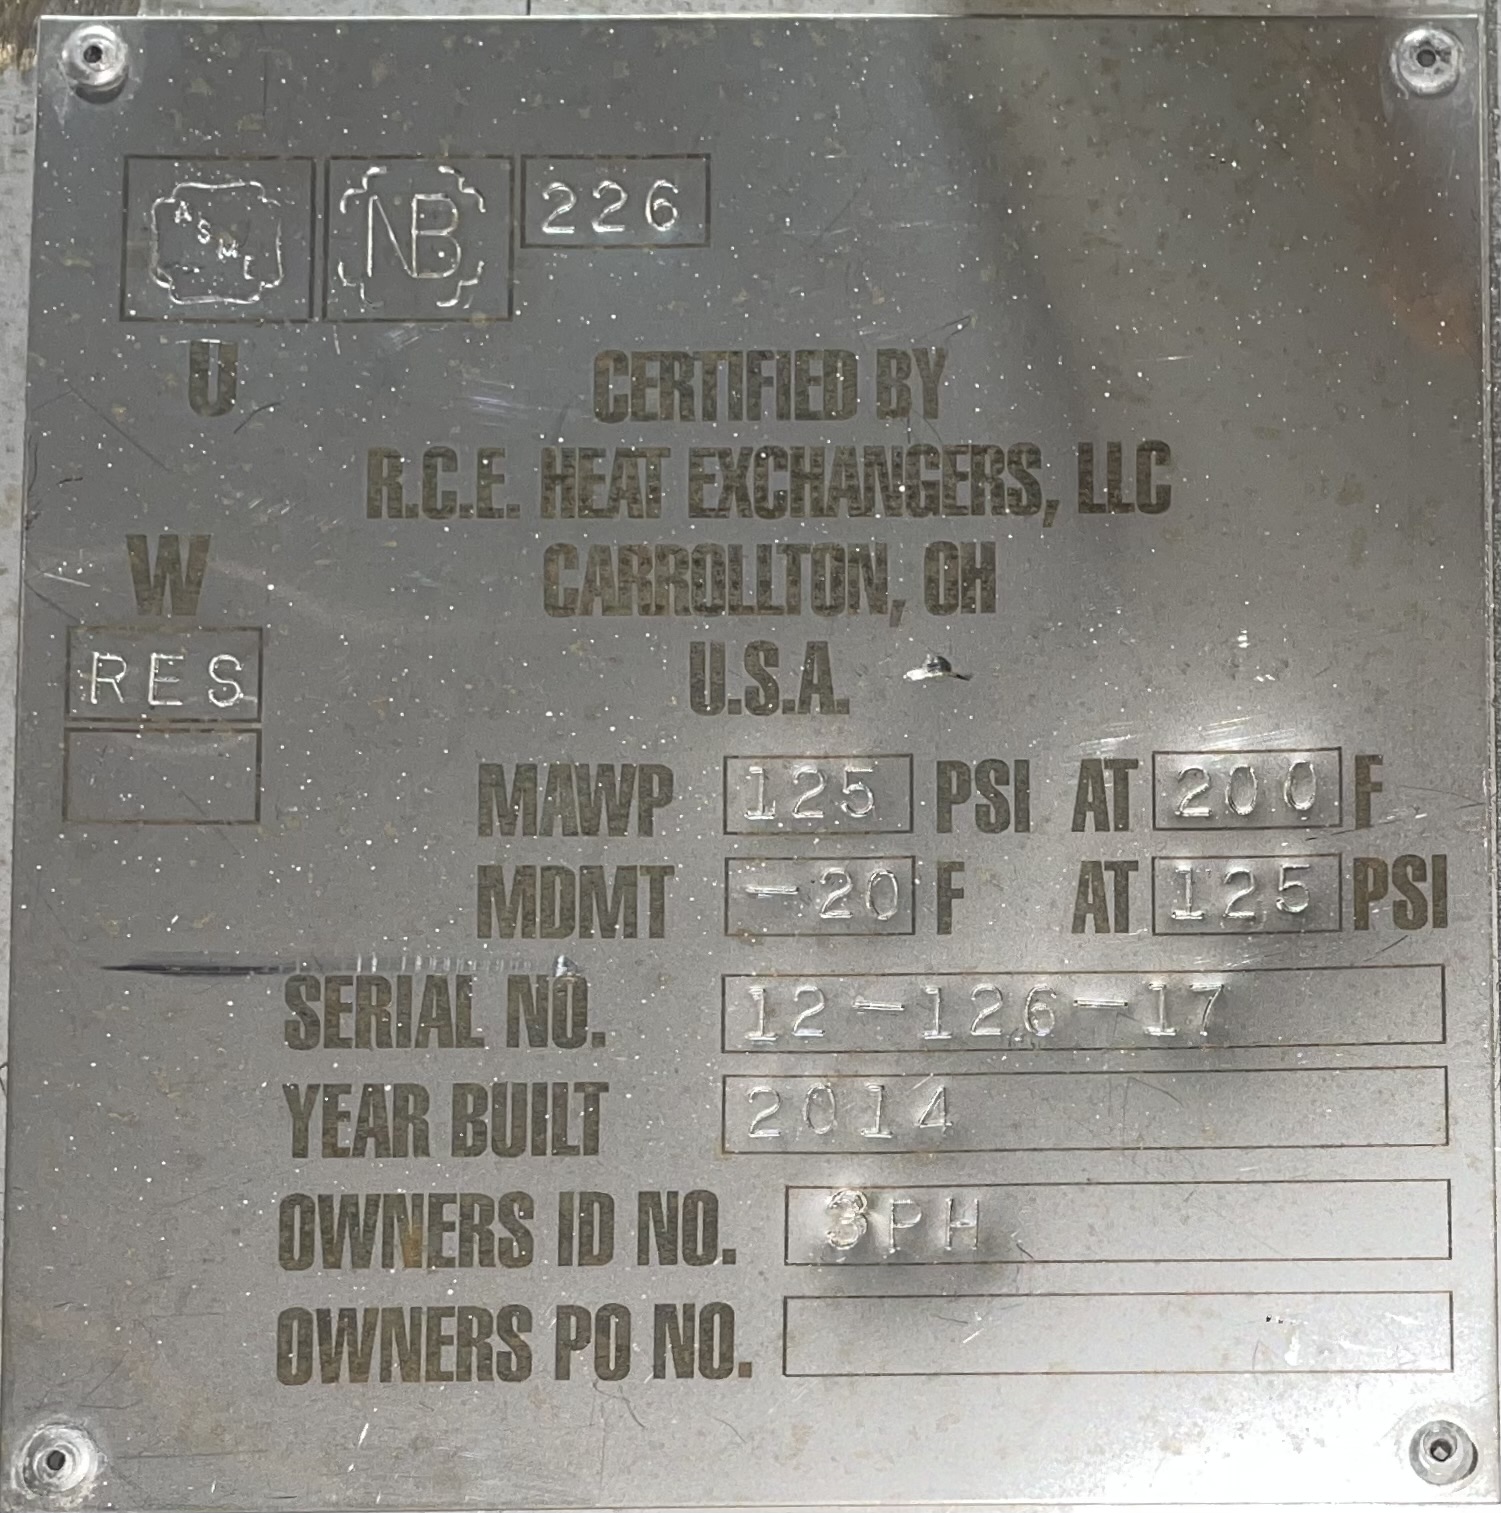 ASME NB 226
U
CERTIFIED BY
R.C.E. HEAT EXCHANGERS, LLC
CARROLLTON, OH
U.S.A.
W
RES
MAWP 125 PSI AT 200 F
MDMT -20 F AT 125 PSI
SERIAL NO. 12-126-17
YEAR BUILT 2014
OWNERS ID NO. 3PH
OWNERS PO NO.